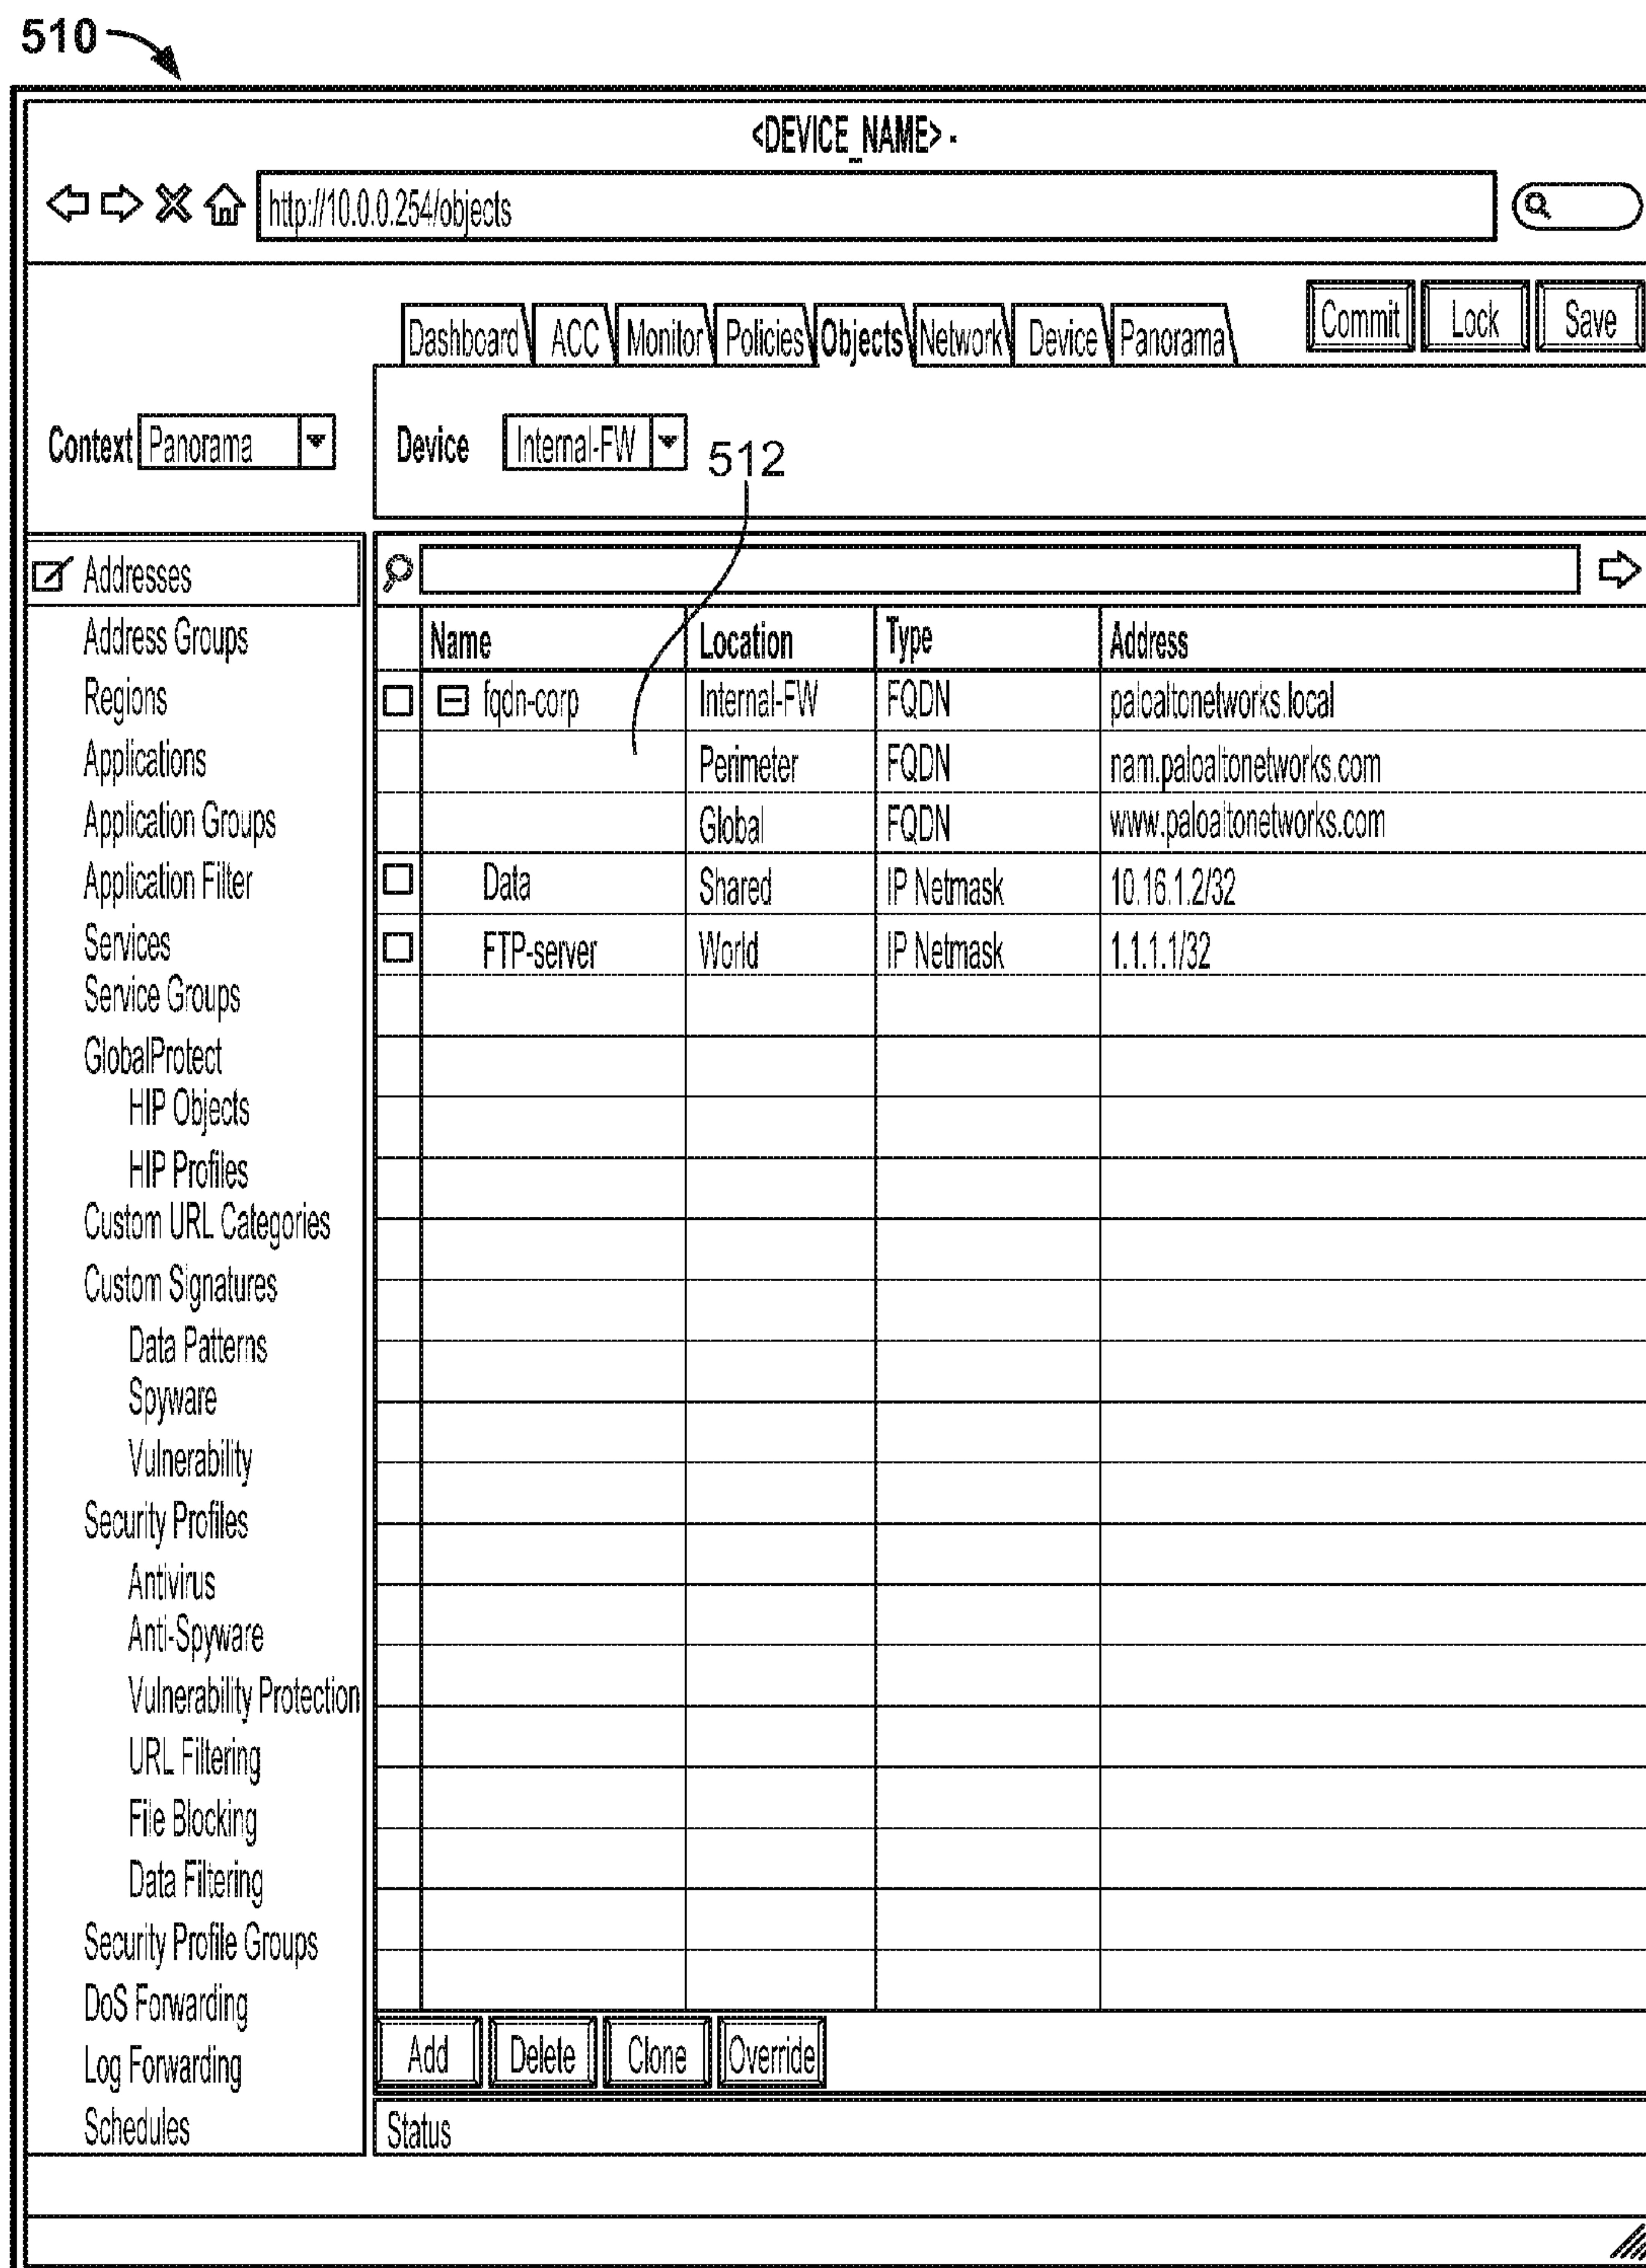 510
<DEVICE_NAME> -
http://10.0.0.254/objects
Dashboard ACC Monitor Policies Objects Network Device Panorama Commit Lock Save
Context Panorama Device Internal-FW 512
Addresses
Address Groups
Regions
Applications
Application Groups
Application Filter
Services
Service Groups
GlobalProtect
HIP Objects
HIP Profiles
Custom URL Categories
Custom Signatures
Data Patterns
Spyware
Vulnerability
Security Profiles
Antivirus
Anti-Spyware
Vulnerability Protection
URL Filtering
File Blocking
Data Filtering
Security Profile Groups
DoS Forwarding
Log Forwarding
Schedules
Name Location Type Address
fqdn-corp Internal-FW FQDN paloaltonetworks.local
Perimeter FQDN nam.paloaltonetworks.com
Global FQDN www.paloaltonetworks.com
Data Shared IP Netmask 10.16.1.2/32
FTP-server World IP Netmask 1.1.1.1/32
Add Delete Clone Override
Status